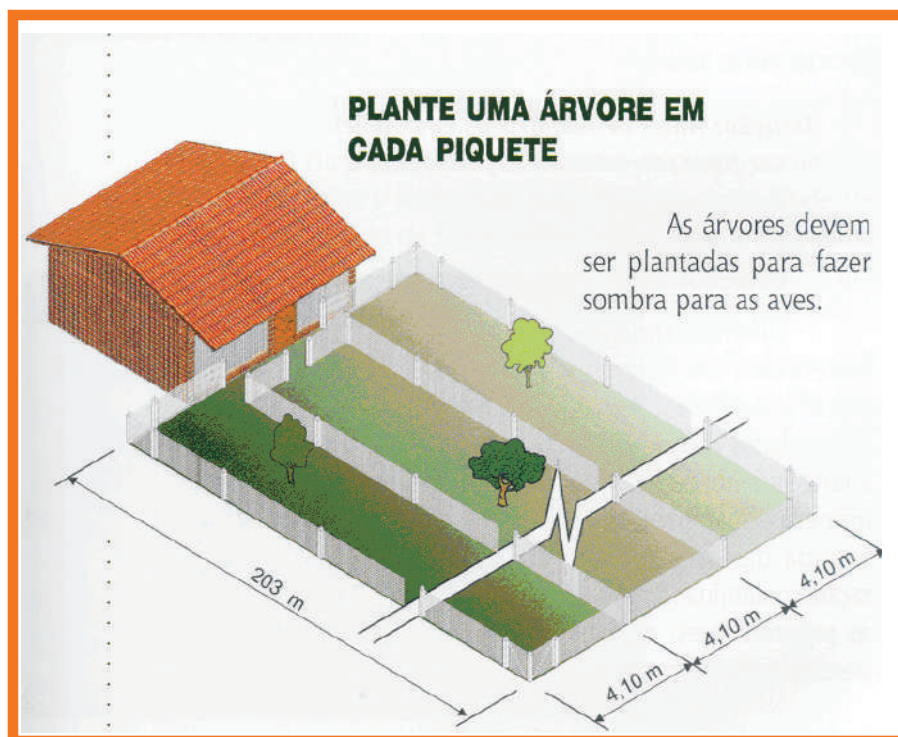 PLANTE UMA ÁRVORE EM
CADA PIQUETE
As árvores devem
ser plantadas para fazer
sombra para as aves.
203 m
4,10 m
4,10 m
4,10 m